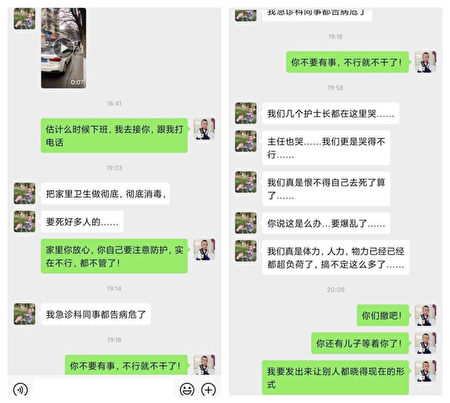 0:07
16:41
估计什么时候下班，我去接你，跟我打
电话
19:03
把家里卫生做彻底，彻底消毒，
要死好多人的……
家里你放心，你自己要注意防护，实
在不行，都不管了！
19:14
我急诊科同事都告病危了
19:18
你不要有事，不行就不干了！
我急诊科同事都告病危了
19:18
你不要有事，不行就不干了！
19:58
我们几个护士长都在这里哭……
主任也哭……我们更是哭得不
行……
我们真是恨不得自己去死了算
了……
你说这是么办…要爆乱了……
我们真是体力，人力，物力已经已经
都超负荷了，搞不定这么多了……
20:09
你们撤吧！
你还有儿子等着你了！
我要发出来让别人都晓得现在的形
式